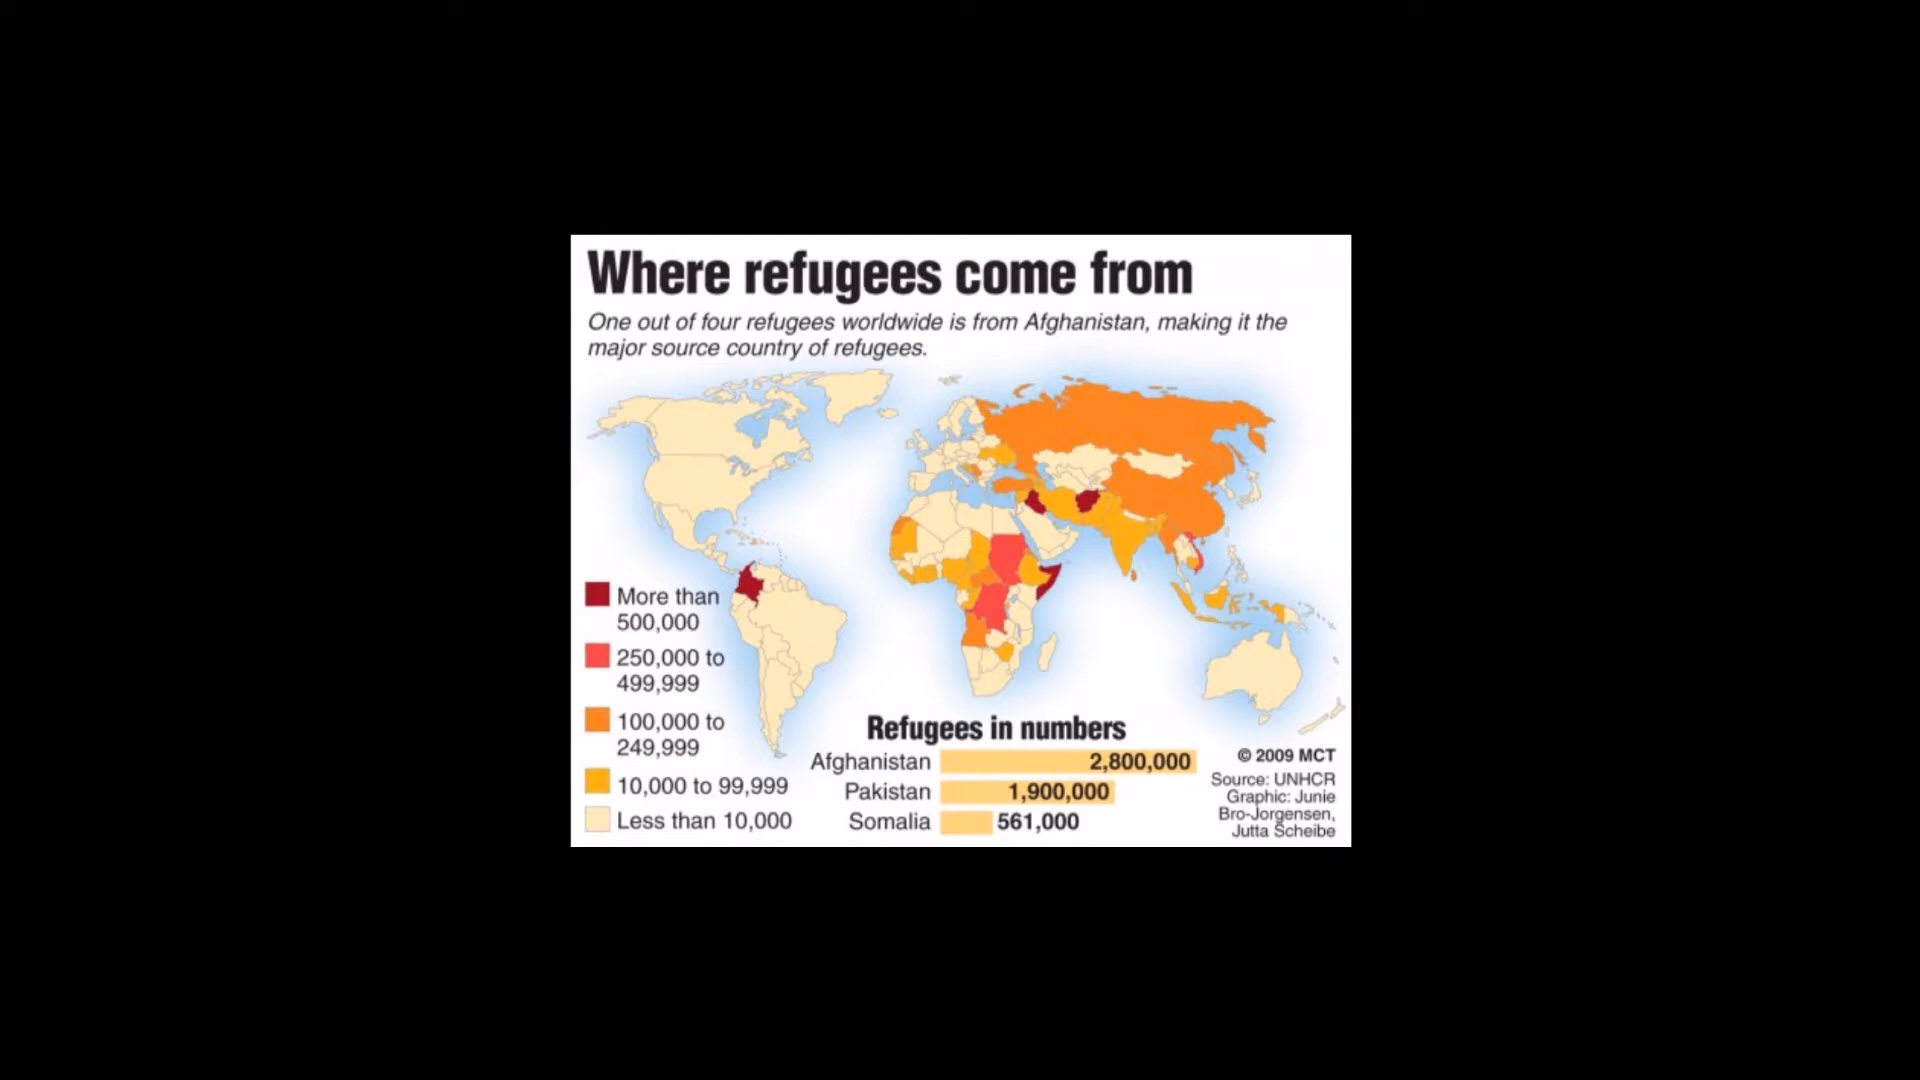 Where refugees come from
One out of four refugees worldwide is from Afghanistan, making it the
major source country of refugees.
More than
500,000
250,000 to
499,999
100,000 to
249,999
10,000 to 99,999
Less than 10,000
Refugees in numbers
Afghanistan 2,800,000
Pakistan 1,900,000
Somalia 561,000
© 2009 MCT
Source: UNHCR
Graphic: Junie
Bro-Jorgensen,
Jutta Scheibe